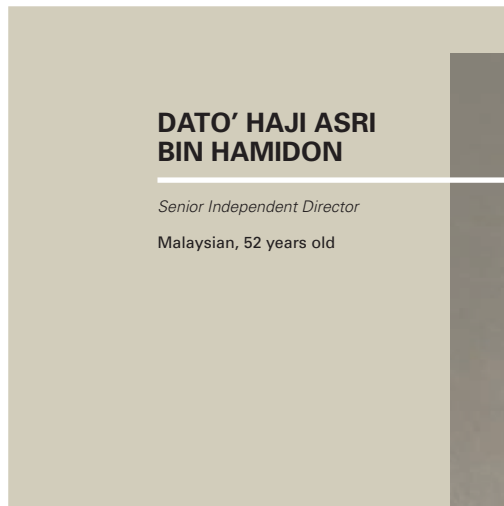 DATO’ HAJI ASRI
BIN HAMIDON
Senior Independent Director
Malaysian, 52 years old